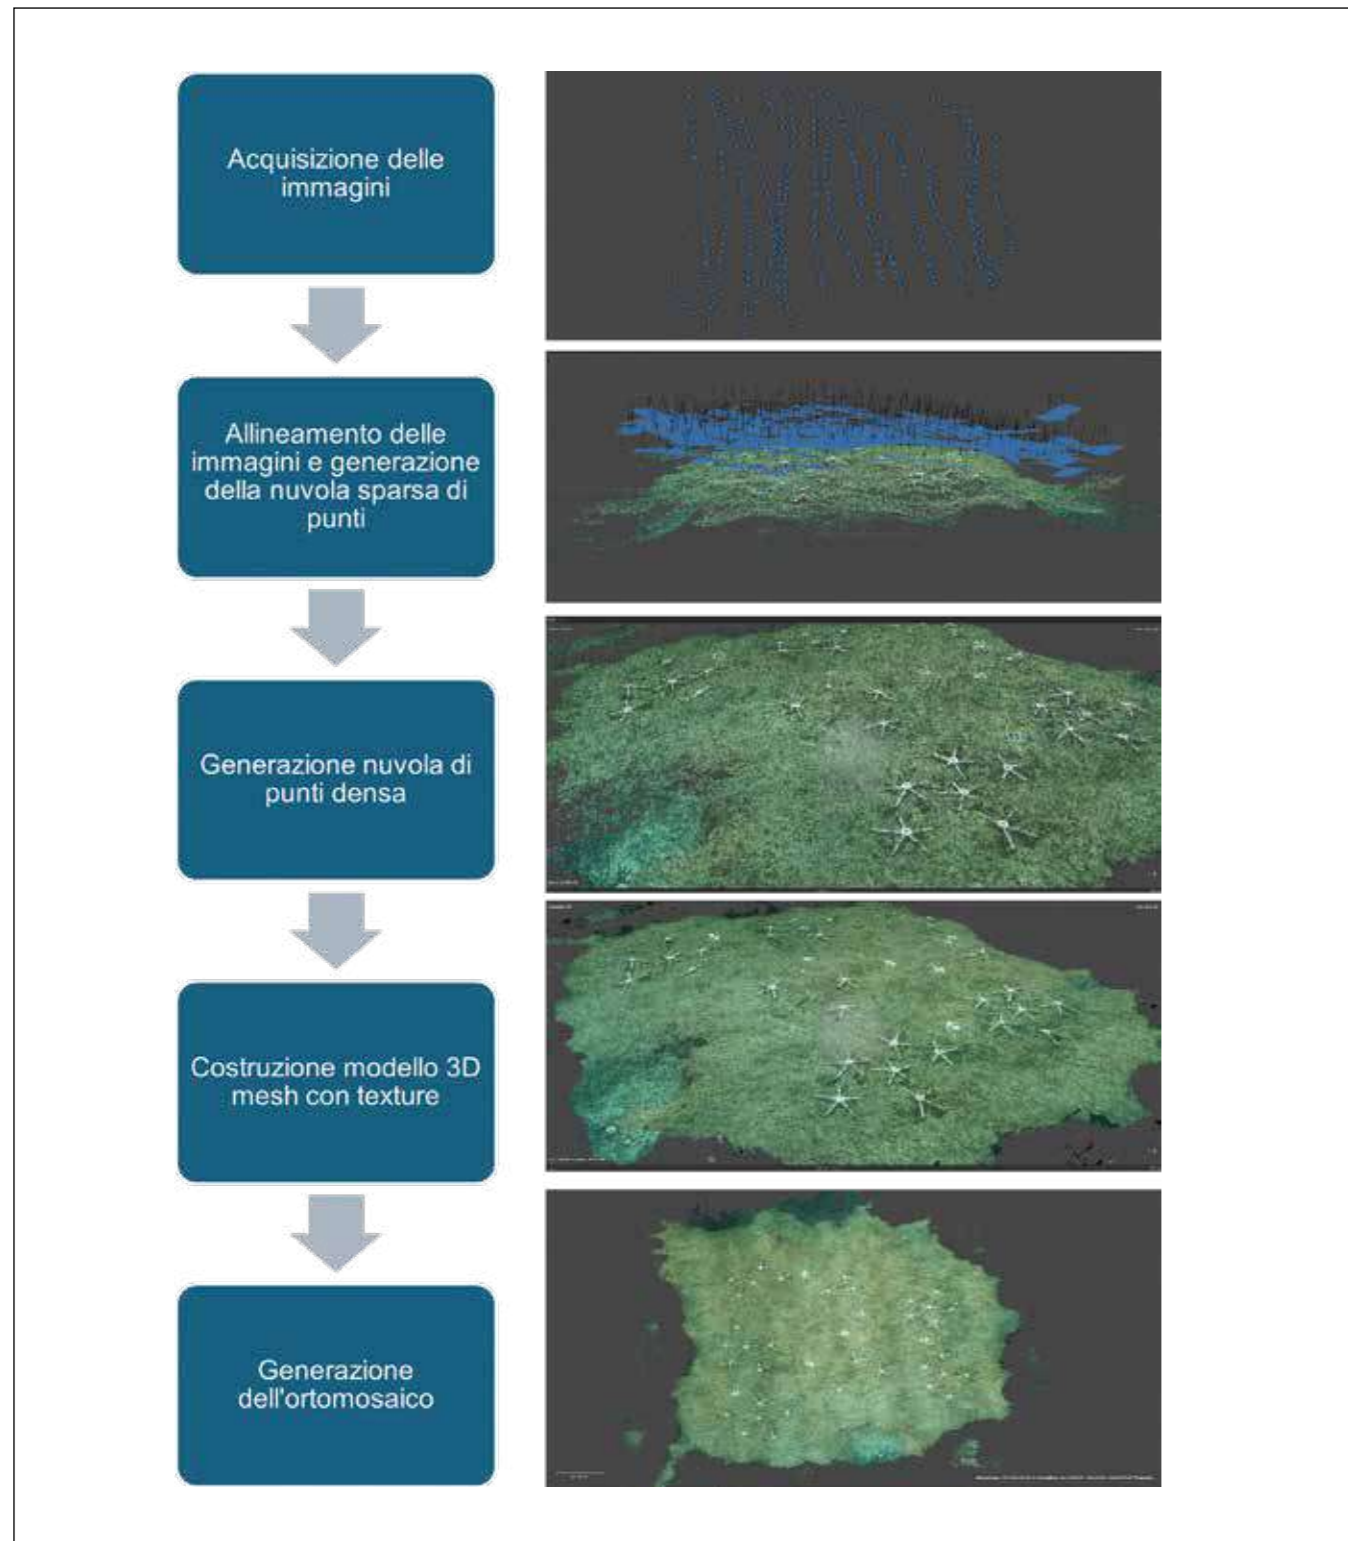 Acquisizione delle
immagini
Allineamento delle
immagini e generazione
della nuvola sparsa di
punti
Generazione nuvola di
punti densa
Costruzione modello 3D
mesh con texture
Generazione
dell'ortomosaico